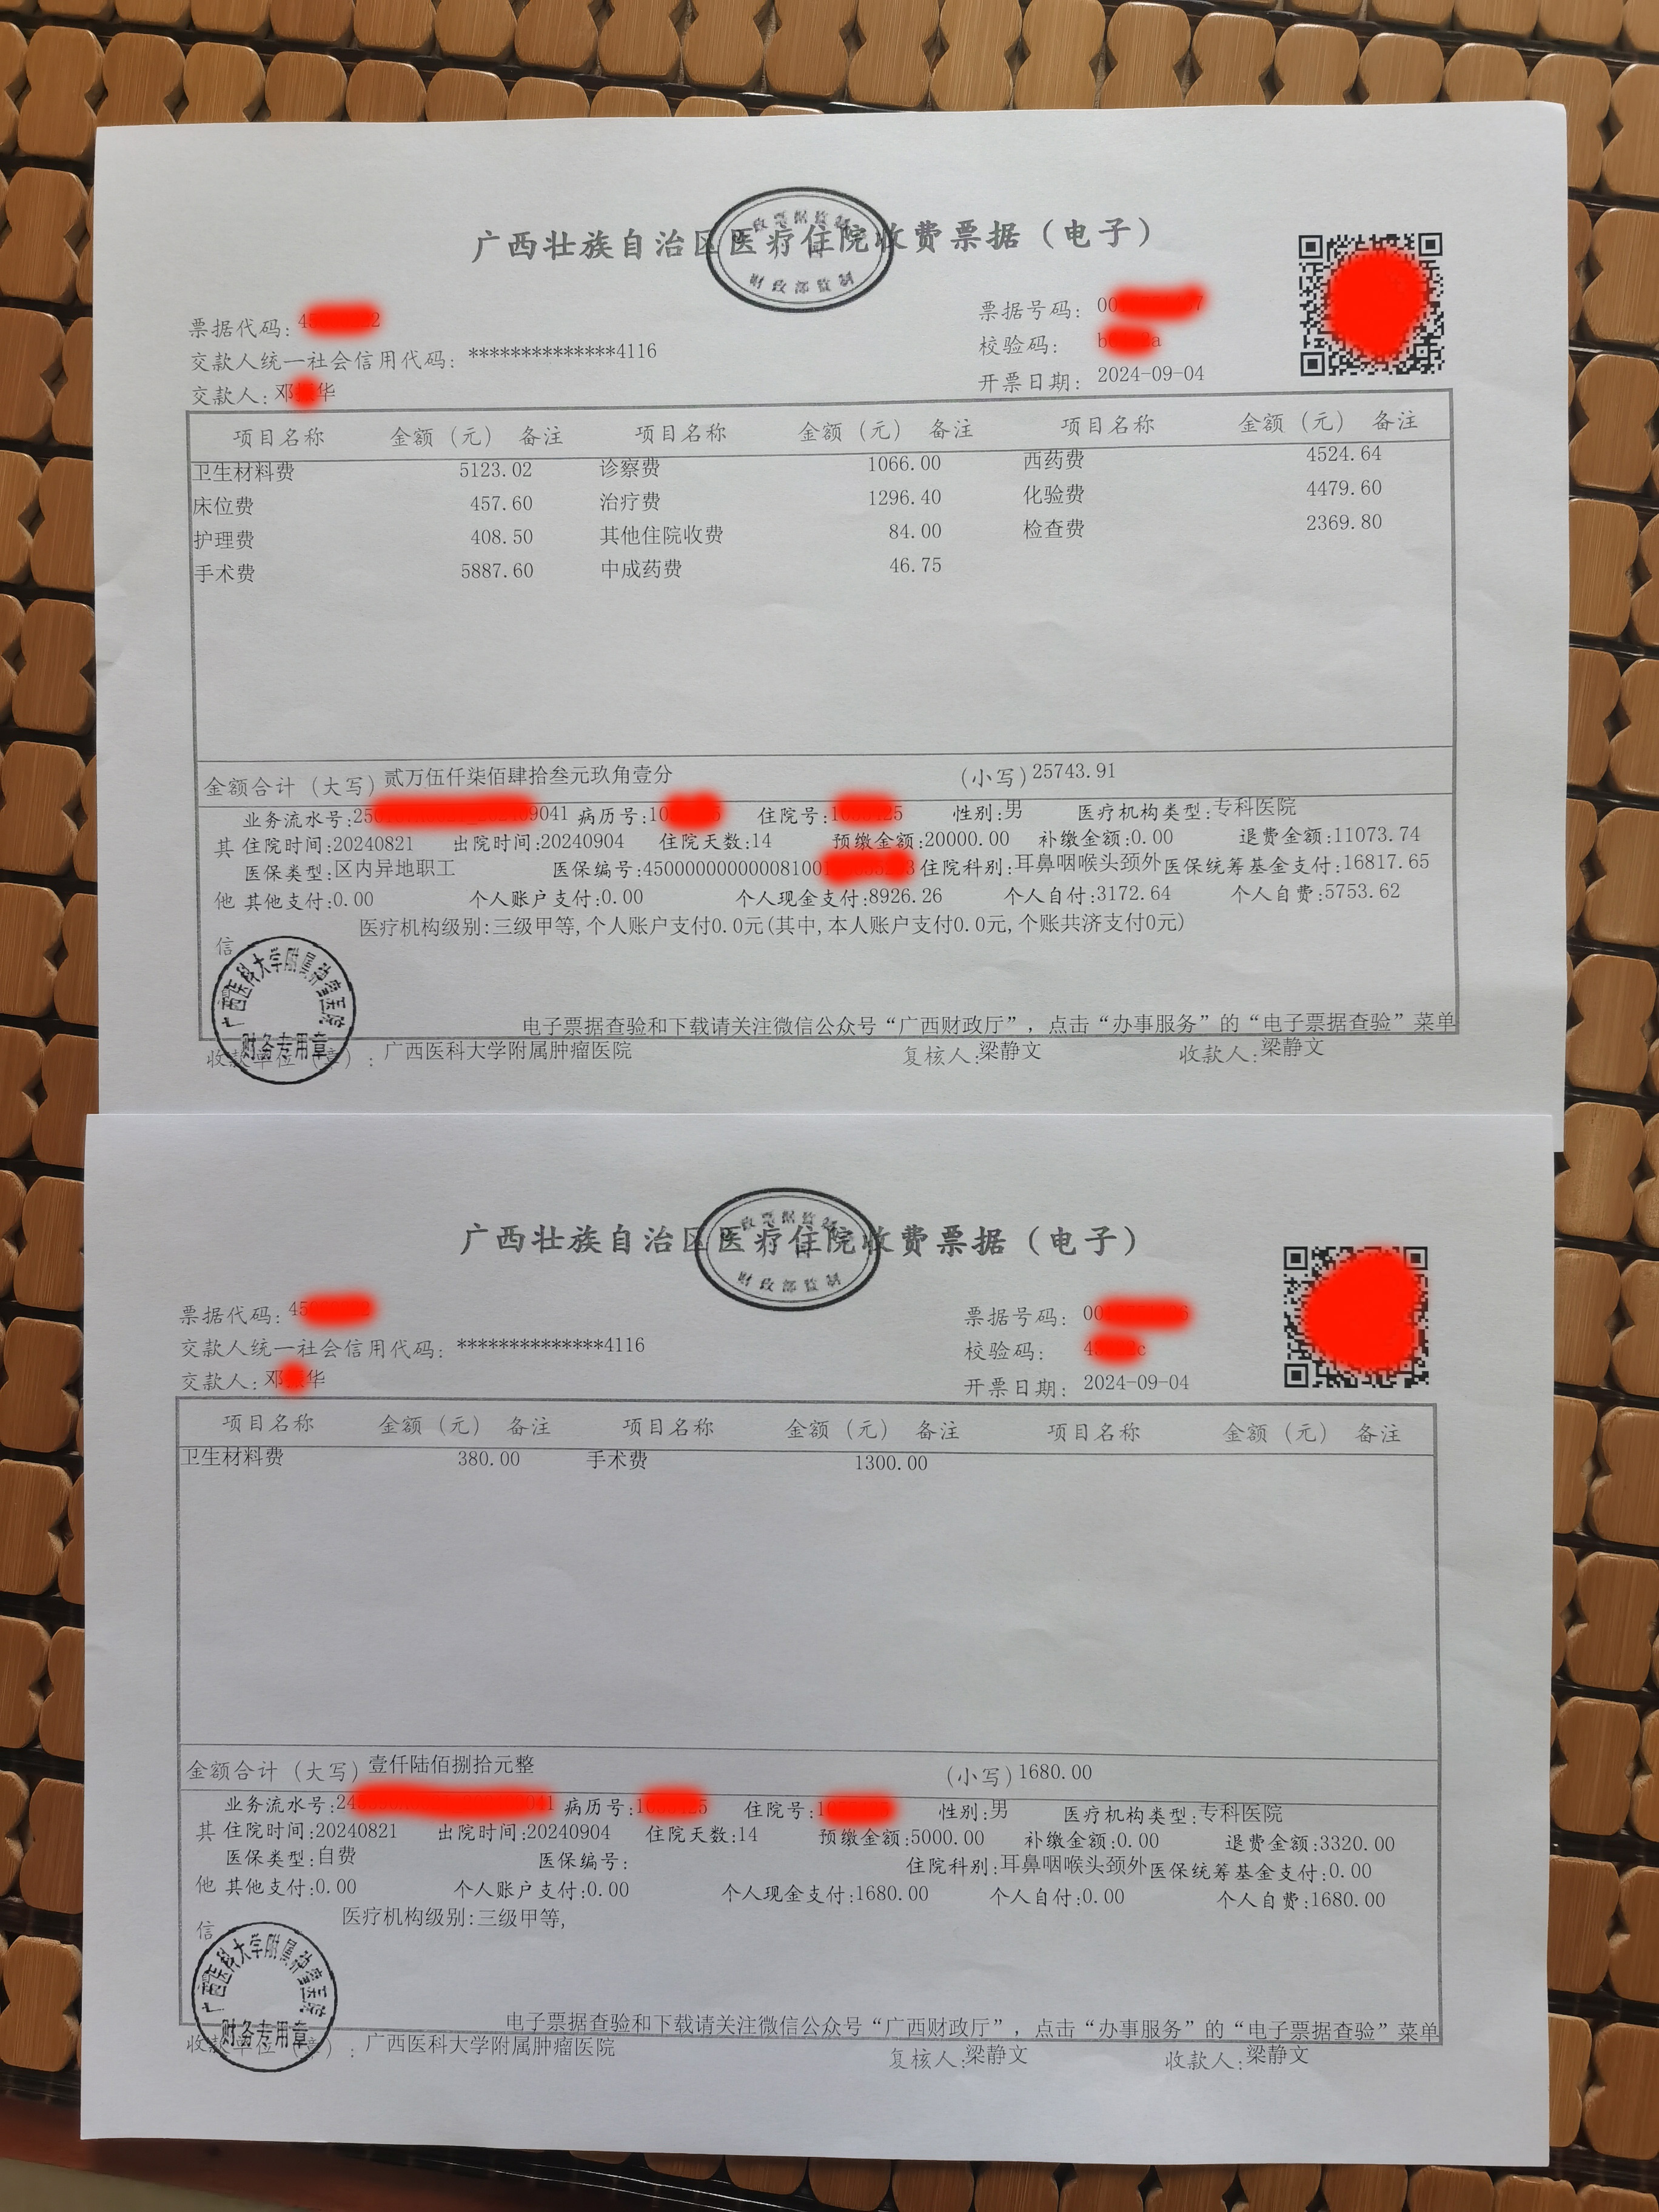 广西壮族自治区医疗住院收费票据（电子）
财政部监制
票据代码：
票据号码：
交款人统一社会信用代码：**************4116
校验码：
交款人：邓 华
开票日期：2024-09-04
项目名称 金额（元） 备注 项目名称 金额（元） 备注 项目名称 金额（元） 备注
卫生材料费 5123.02 诊察费 1066.00 西药费 4524.64
床位费 457.60 治疗费 1296.40 化验费 4479.60
护理费 408.50 其他住院收费 84.00 检查费 2369.80
手术费 5887.60 中成药费 46.75
金额合计（大写）贰万伍仟柒佰肆拾叁元玖角壹分 （小写）25743.91
业务流水号： 病历号： 住院号： 性别：男 医疗机构类型：专科医院
其 住院时间：20240821 出院时间：20240904 住院天数：14 预缴金额：20000.00 补缴金额：0.00 退费金额：11073.74
医保类型：区内异地职工 医保编号： 住院科别：耳鼻咽喉头颈外 医保统筹基金支付：16817.65
他 其他支付：0.00 个人账户支付：0.00 个人现金支付：8926.26 个人自付：3172.64 个人自费：5753.62
医疗机构级别：三级甲等,个人账户支付0.0元(其中,本人账户支付0.0元,个账共济支付0元)
信
广西医科大学附属肿瘤医院
财务专用章
电子票据查验和下载请关注微信公众号“广西财政厅”，点击“办事服务”的“电子票据查验”菜单
收款单位（章）：广西医科大学附属肿瘤医院 复核人：梁静文 收款人：梁静文
广西壮族自治区医疗住院收费票据（电子）
财政部监制
票据代码：
票据号码：
交款人统一社会信用代码：**************4116
校验码：
交款人：邓 华
开票日期：2024-09-04
项目名称 金额（元） 备注 项目名称 金额（元） 备注 项目名称 金额（元） 备注
卫生材料费 380.00 手术费 1300.00
金额合计（大写）壹仟陆佰捌拾元整 （小写）1680.00
业务流水号： 病历号： 住院号： 性别：男 医疗机构类型：专科医院
其 住院时间：20240821 出院时间：20240904 住院天数：14 预缴金额：5000.00 补缴金额：0.00 退费金额：3320.00
医保类型：自费 医保编号： 住院科别：耳鼻咽喉头颈外 医保统筹基金支付：0.00
他 其他支付：0.00 个人账户支付：0.00 个人现金支付：1680.00 个人自付：0.00 个人自费：1680.00
医疗机构级别：三级甲等,
信
广西医科大学附属肿瘤医院
财务专用章
电子票据查验和下载请关注微信公众号“广西财政厅”，点击“办事服务”的“电子票据查验”菜单
收款单位（章）：广西医科大学附属肿瘤医院 复核人：梁静文 收款人：梁静文